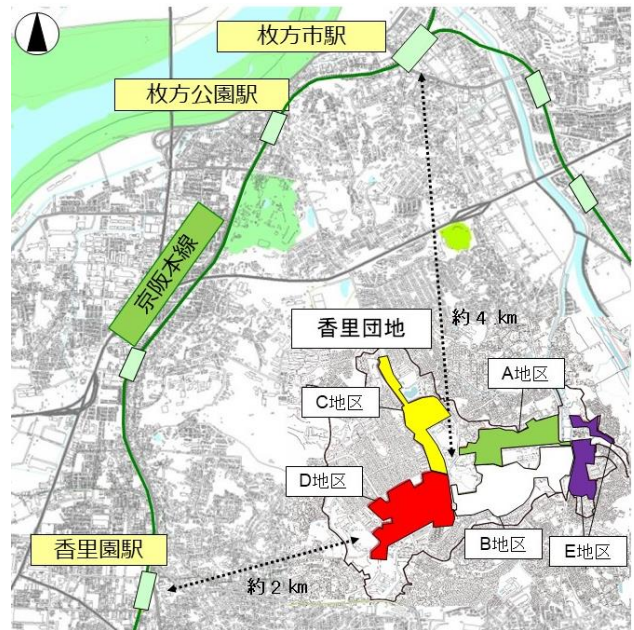 枚方市駅
枚方公園駅
京阪本線
約4 km
香里団地
A地区
C地区
D地区
香里園駅
B地区
E地区
約2 km